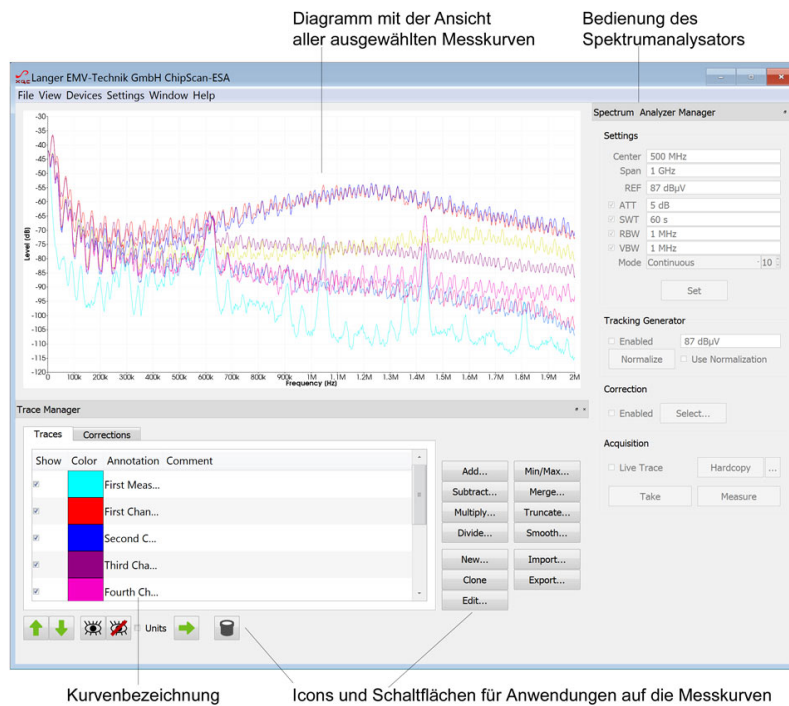 Diagramm mit der Ansicht
aller ausgewählten Messkurven
Bedienung des
Spektrumanalysators
Langer EMV-Technik GmbH ChipScan-ESA
File View Devices Settings Window Help
Level (dB)
-30
-35
-40
-45
-50
-55
-60
-65
-70
-75
-80
-85
-90
-95
-100
-105
-110
-115
-120
0 100k 200k 300k 400k 500k 600k 700k 800k 900k 1M 1.1M 1.2M 1.3M 1.4M 1.5M 1.6M 1.7M 1.8M 1.9M 2M
Frequency (Hz)
Spectrum Analyzer Manager
Settings
Center 500 MHz
Span 1 GHz
REF 87 dBµV
ATT 5 dB
SWT 60 s
RBW 1 MHz
VBW 1 MHz
Mode Continuous 10
Set
Tracking Generator
Enabled 87 dBµV
Normalize Use Normalization
Correction
Enabled Select...
Acquisition
Live Trace Hardcopy ...
Take Measure
Trace Manager
Traces Corrections
Show Color Annotation Comment
First Meas...
First Chan...
Second C...
Third Cha...
Fourth Ch...
Add... Min/Max...
Subtract... Merge...
Multiply... Truncate...
Divide... Smooth...
New... Import...
Clone Export...
Edit...
Units
Kurvenbezeichnung
Icons und Schaltflächen für Anwendungen auf die Messkurven